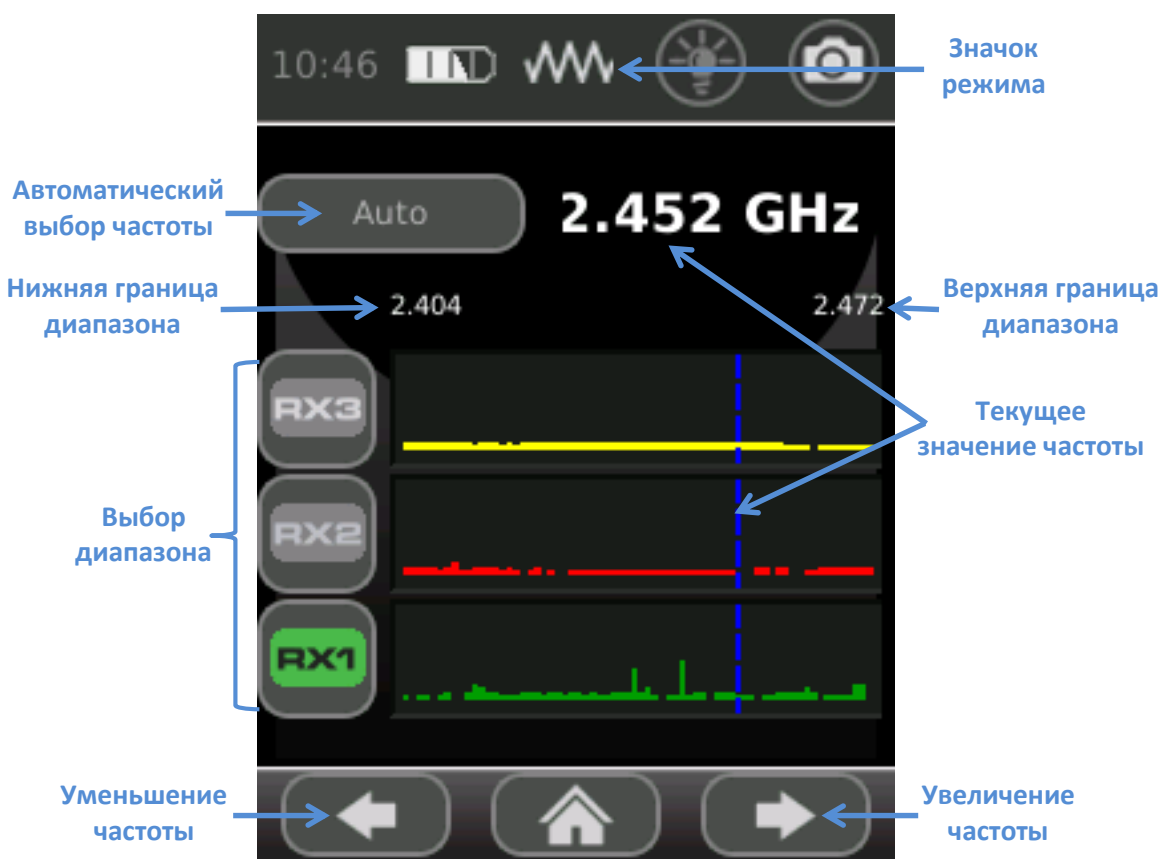 10:46
Значок
режима
Автоматический
выбор частоты
Auto
2.452 GHz
Нижняя граница
диапазона
2.404
2.472
Верхняя граница
диапазона
RX3
Текущее
значение частоты
Выбор
диапазона
RX2
RX1
Уменьшение
частоты
Увеличение
частоты